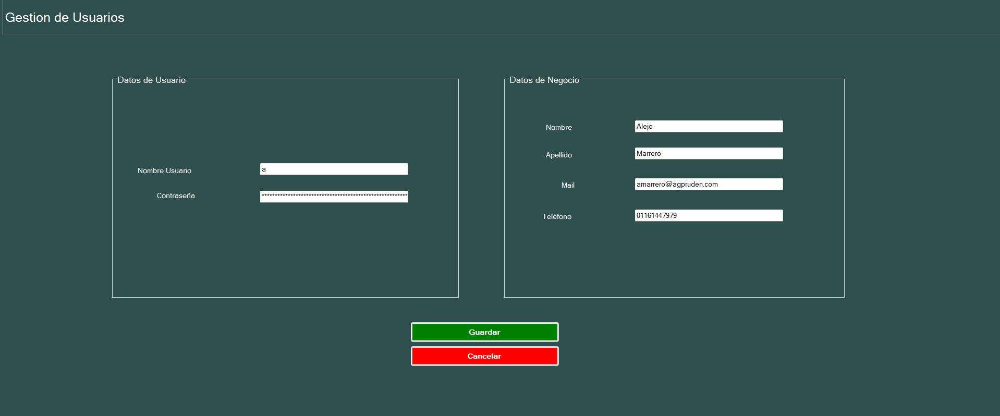 Gestion de Usuarios
Datos de Usuario
Nombre Usuario a
Contraseña ********************************************************
Datos de Negocio
Nombre Alejo
Apellido Marrero
Mail amarrero@agpruden.com
Teléfono 01161447979
Guardar
Cancelar